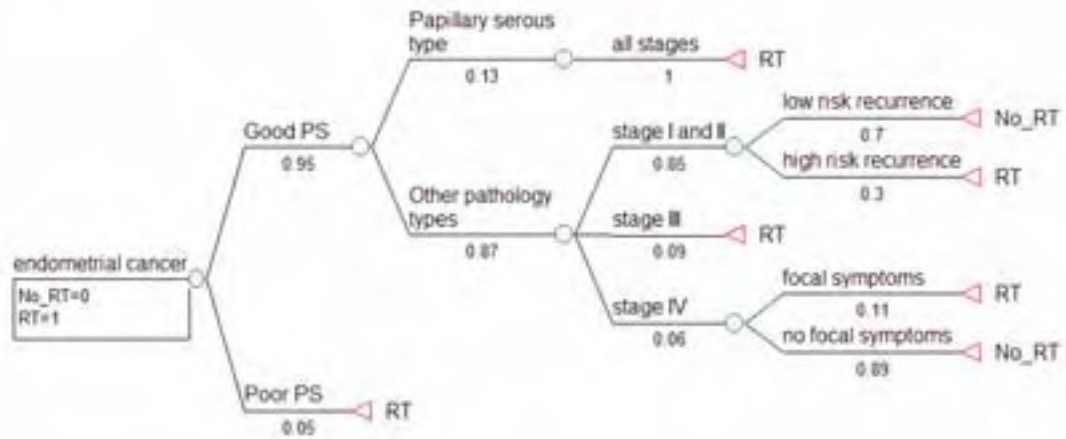 Papillary serous
type
all stages
RT
0.13
1
low risk recurrence
No_RT
Good PS
stage I and II
0.7
0.95
0.85
high risk recurrence
RT
Other pathology
types
0.3
stage III
RT
0.87
0.09
endometrial cancer
No_RT=0
RT=1
focal symptoms
RT
stage IV
0.11
0.06
no focal symptoms
No_RT
0.89
Poor PS
RT
0.05